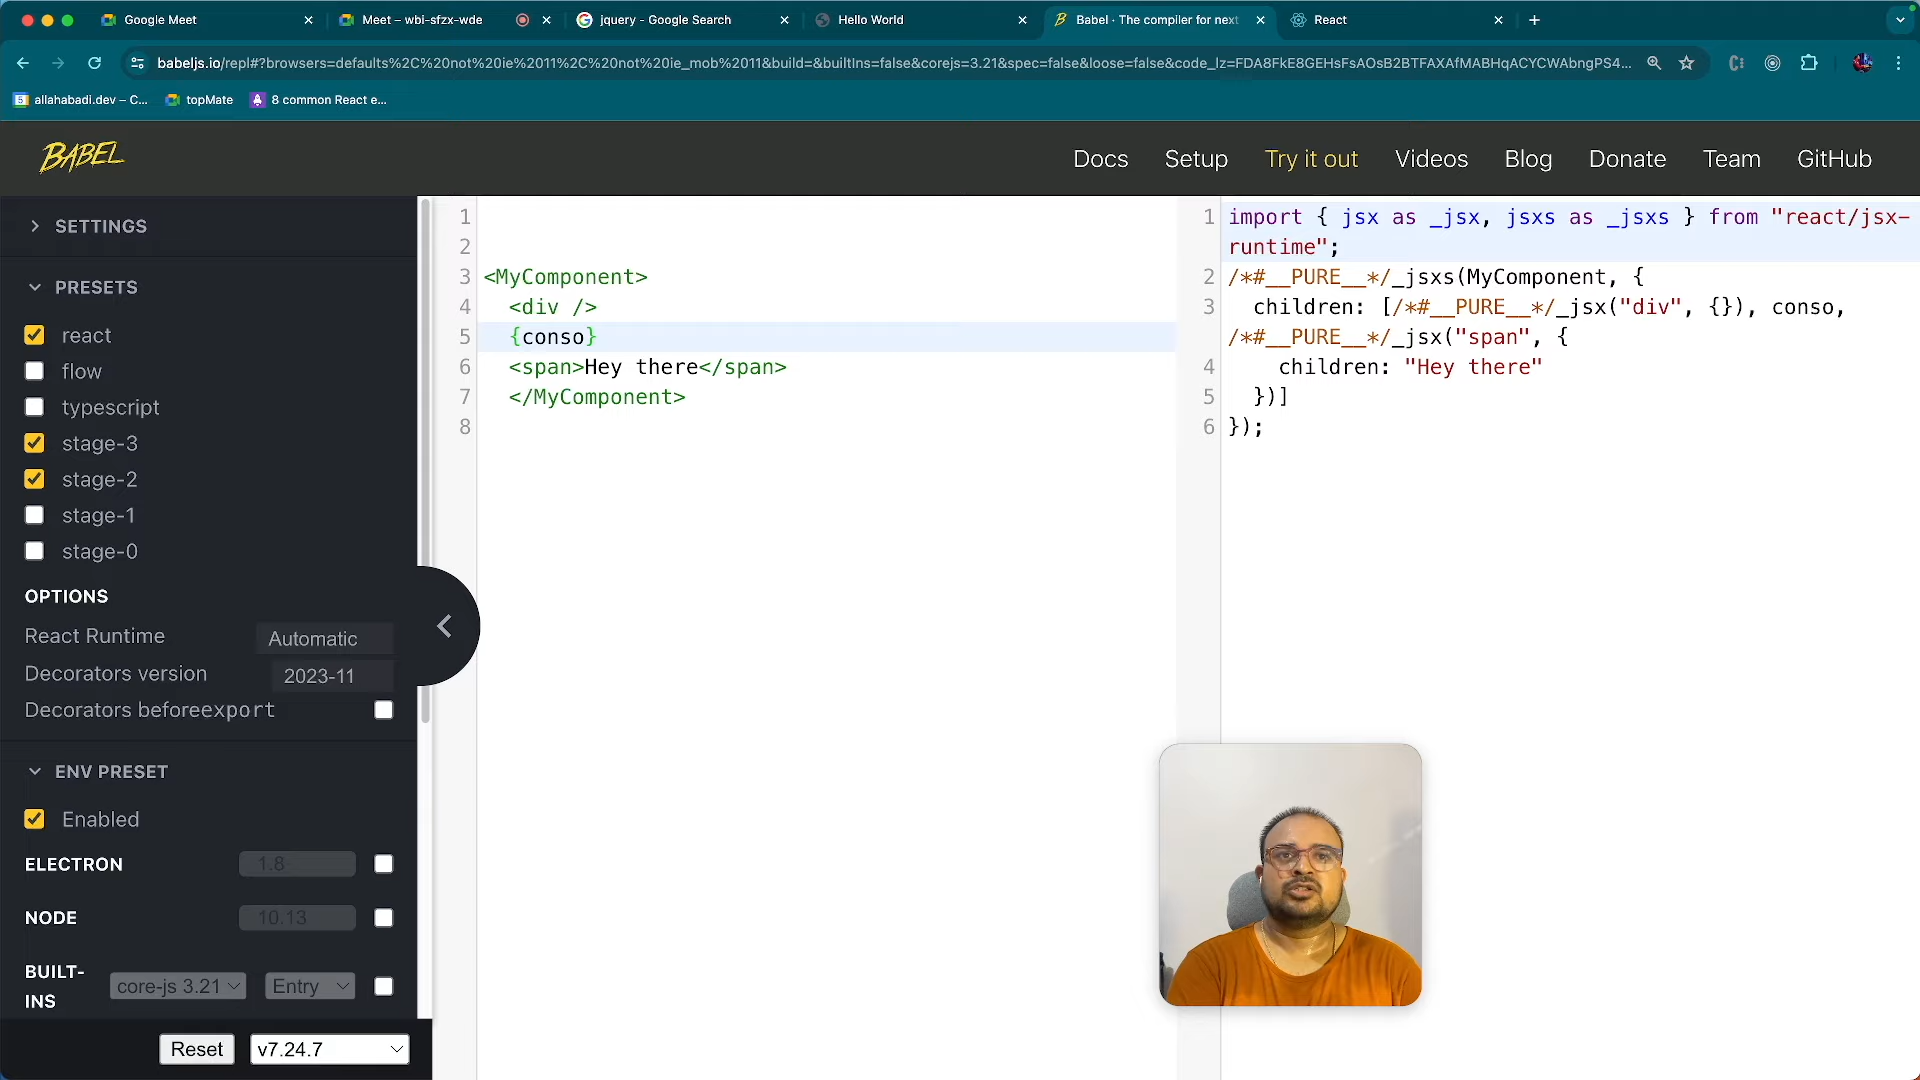 Google Meet
Meet – wbi-sfzx-wde
jquery - Google Search
Hello World
Babel · The compiler for next
React
babeljs.io/repl#?browsers=defaults%2C%20not%20ie%2011%2C%20not%20ie_mob%2011&build=&builtIns=false&corejs=3.21&spec=false&loose=false&code_lz=FDA8FkE8GEHsFsAOsB2BTFAXAfMABHqACYCWAbngPS4...
allahabadi.dev – C...
topMate
8 common React e...
BABEL
Docs
Setup
Try it out
Videos
Blog
Donate
Team
GitHub
SETTINGS
PRESETS
react
flow
typescript
stage-3
stage-2
stage-1
stage-0
OPTIONS
React Runtime
Automatic
Decorators version
2023-11
Decorators beforeexport
ENV PRESET
Enabled
ELECTRON
1.8
NODE
10.13
BUILT-
INS
core-js 3.21
Entry
Reset
v7.24.7
1
2
3 <MyComponent>
4 <div />
5 {conso}
6 <span>Hey there</span>
7 </MyComponent>
8
1 import { jsx as _jsx, jsxs as _jsxs } from "react/jsx-
runtime";
2 /*#__PURE__*/_jsxs(MyComponent, {
3 children: [/*#__PURE__*/_jsx("div", {}), conso,
/*#__PURE__*/_jsx("span", {
4 children: "Hey there"
5 })]
6 });